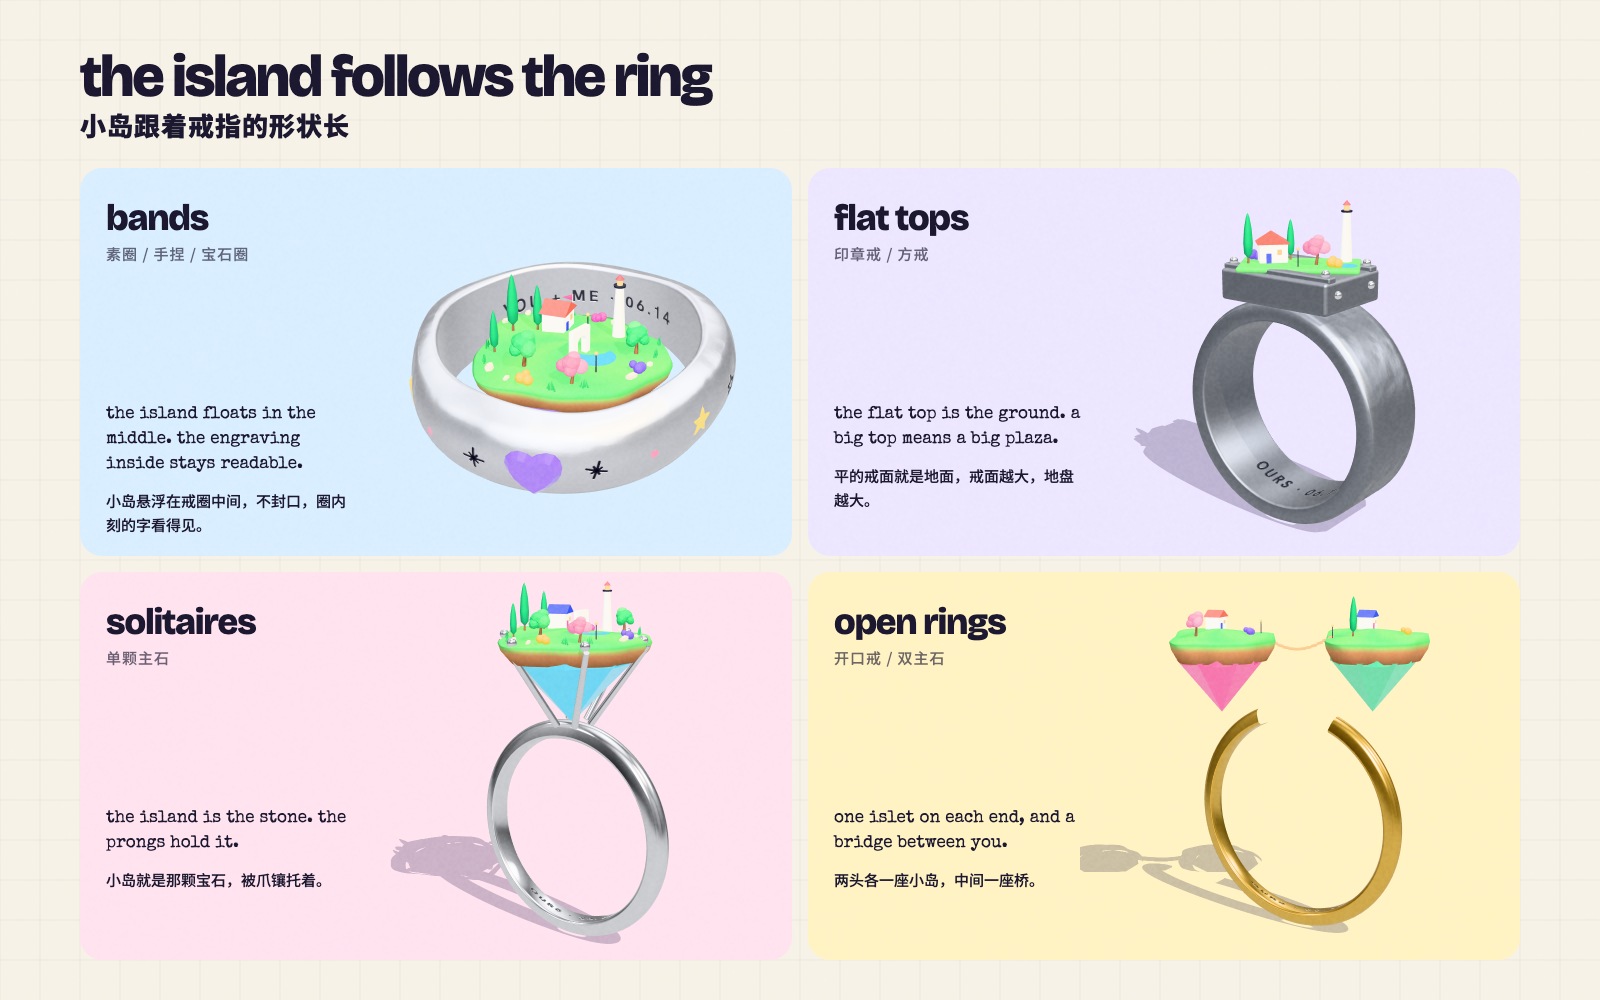 the island follows the ring
小岛跟着戒指的形状长
bands
素圈 / 手捏 / 宝石圈
YOU + ME · 06.14
the island floats in the
middle. the engraving
inside stays readable.
小岛悬浮在戒圈中间，不封口，圈内
刻的字看得见。
flat tops
印章戒 / 方戒
the flat top is the ground. a
big top means a big plaza.
平的戒面就是地面，戒面越大，地盘
越大。
OURS · 06
solitaires
单颗主石
the island is the stone. the
prongs hold it.
小岛就是那颗宝石，被爪镶托着。
OURS
open rings
开口戒 / 双主石
one islet on each end, and a
bridge between you.
两头各一座小岛，中间一座桥。